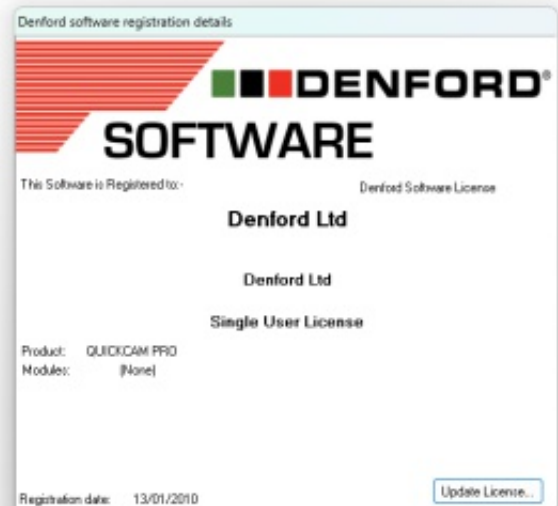 Denford software registration details
DENFORD®
SOFTWARE
This Software is Registered to:-
Denford Software License
Denford Ltd
Denford Ltd
Single User License
Product: QUICKCAM PRO
Modules: (None)
Update License...
Registration date: 13/01/2010